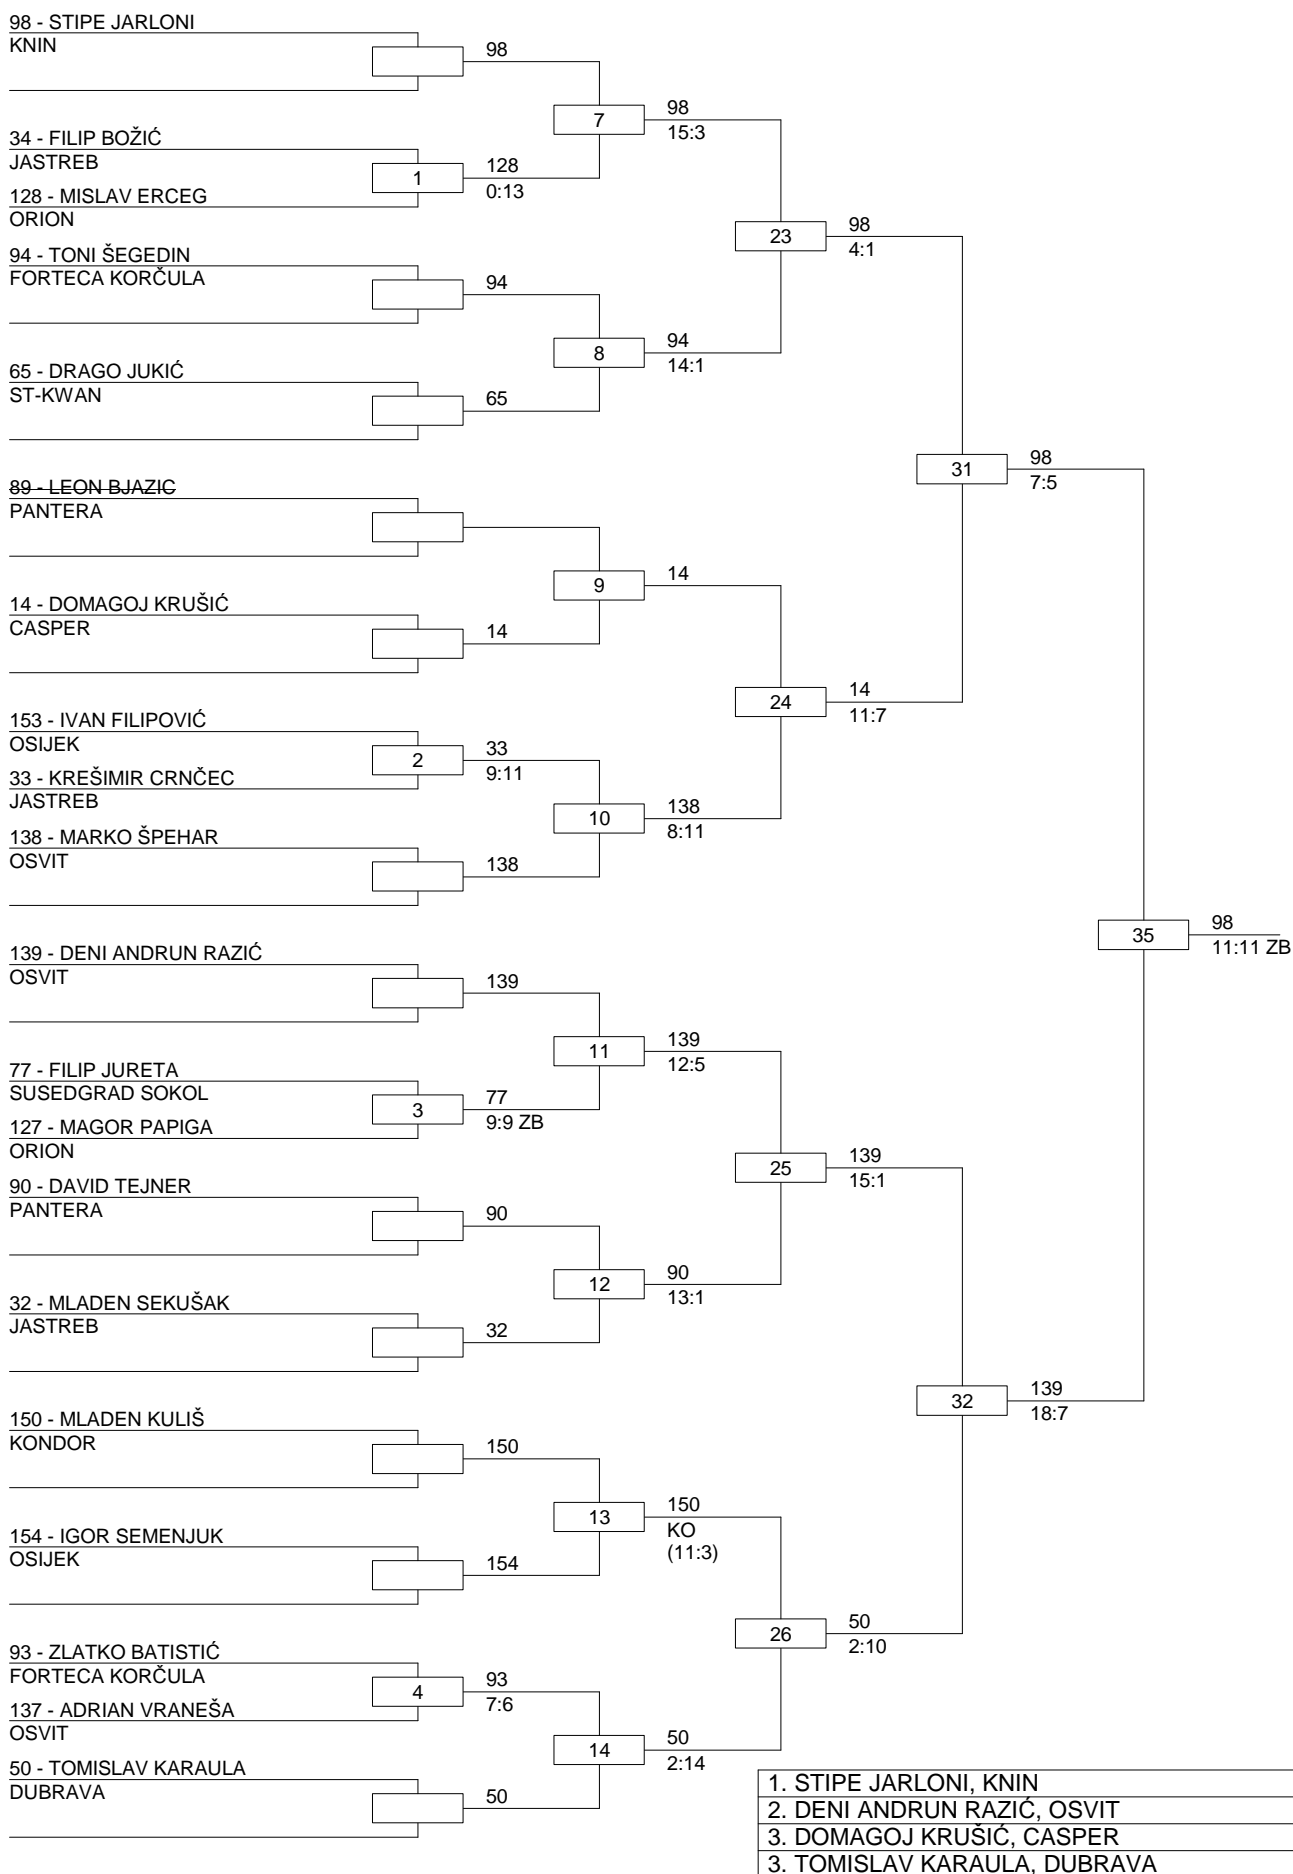 98 - STIPE JARLONI
KNIN
98
98
15:3
7
34 - FILIP BOŽIĆ
JASTREB
128
0:13
1
128 - MISLAV ERCEG
ORION
98
4:1
23
94 - TONI ŠEGEDIN
FORTECA KORČULA
94
94
14:1
8
65 - DRAGO JUKIĆ
ST-KWAN
65
98
7:5
31
89 - LEON BJAZIC
PANTERA
14
9
14 - DOMAGOJ KRUŠIĆ
CASPER
14
14
11:7
24
153 - IVAN FILIPOVIĆ
OSIJEK
33
9:11
2
33 - KREŠIMIR CRNČEC
JASTREB
138
8:11
10
138 - MARKO ŠPEHAR
OSVIT
138
98
11:11 ZB
35
139 - DENI ANDRUN RAZIĆ
OSVIT
139
139
12:5
11
77 - FILIP JURETA
SUSEDGRAD SOKOL
77
9:9 ZB
3
127 - MAGOR PAPIGA
ORION
139
15:1
25
90 - DAVID TEJNER
PANTERA
90
90
13:1
12
32 - MLADEN SEKUŠAK
JASTREB
32
139
18:7
32
150 - MLADEN KULIŠ
KONDOR
150
150
KO
(11:3)
13
154 - IGOR SEMENJUK
OSIJEK
154
50
2:10
26
93 - ZLATKO BATISTIĆ
FORTECA KORČULA
93
7:6
4
137 - ADRIAN VRANEŠA
OSVIT
50
2:14
14
50 - TOMISLAV KARAULA
DUBRAVA
50
1. STIPE JARLONI, KNIN
2. DENI ANDRUN RAZIĆ, OSVIT
3. DOMAGOJ KRUŠIĆ, CASPER
3. TOMISLAV KARAULA, DUBRAVA